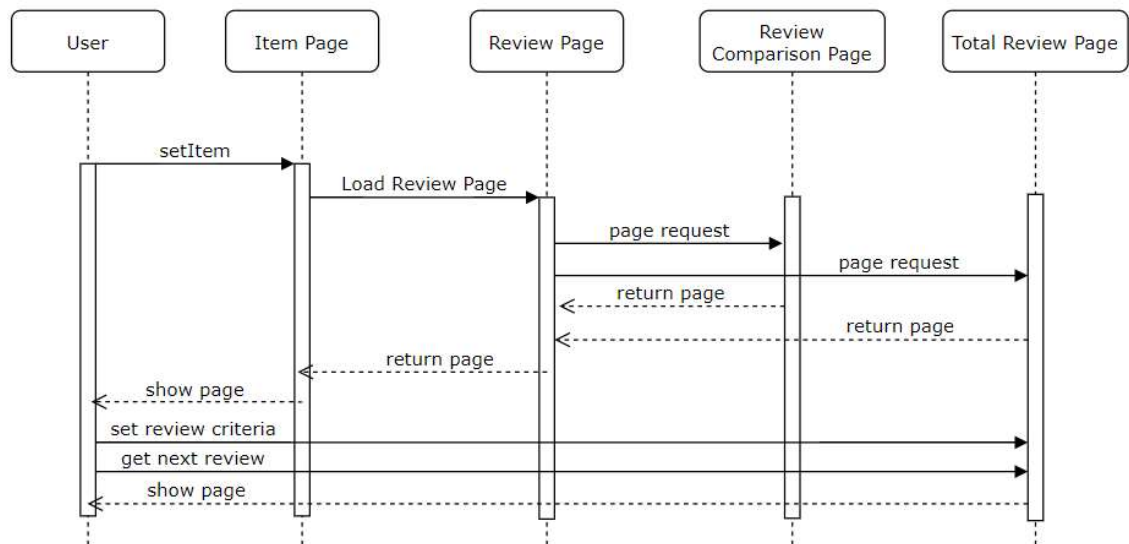 User
Item Page
Review Page
Review
Comparison Page
Total Review Page
setItem
Load Review Page
page request
page request
return page
return page
return page
show page
set review criteria
get next review
show page